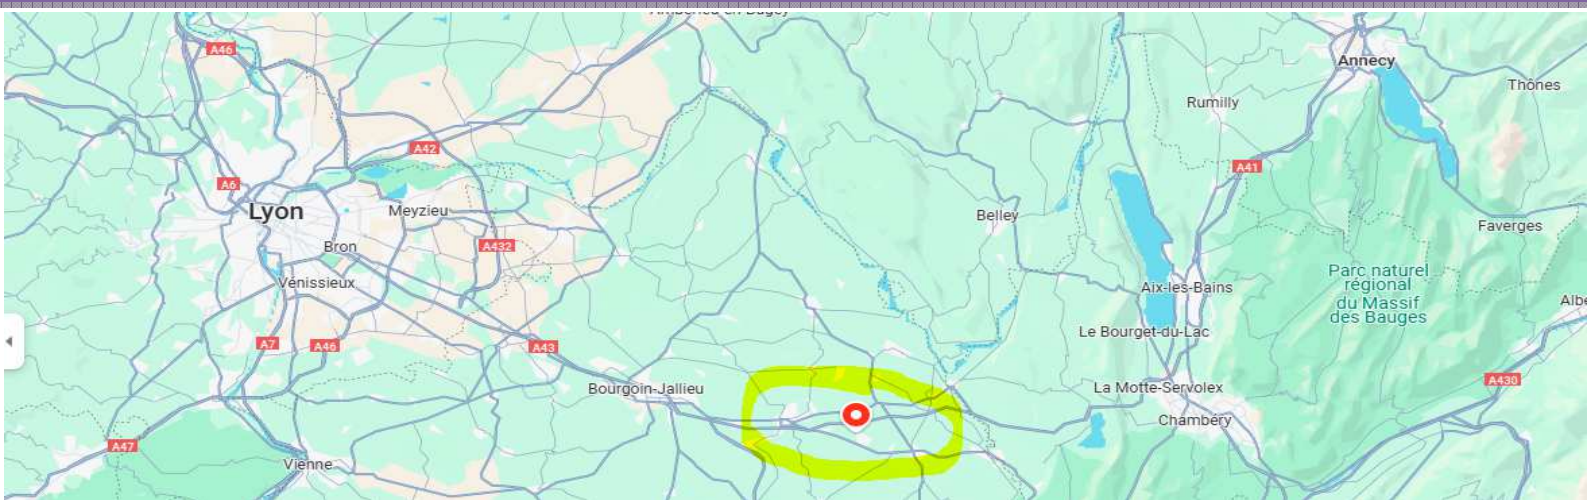 A46
Annecy
Thônes
Rumilly
A42
A41
A6
Lyon
Meyzieu
Belley
Faverges
Bron
A432
Vénissieux
Parc naturel
régional
du Massif
des Bauges
Aix-les-Bains
Albe
Le Bourget-du-Lac
A7
A46
A43
A430
Bourgoin-Jallieu
La Motte-Servolex
Chambéry
A47
Vienne